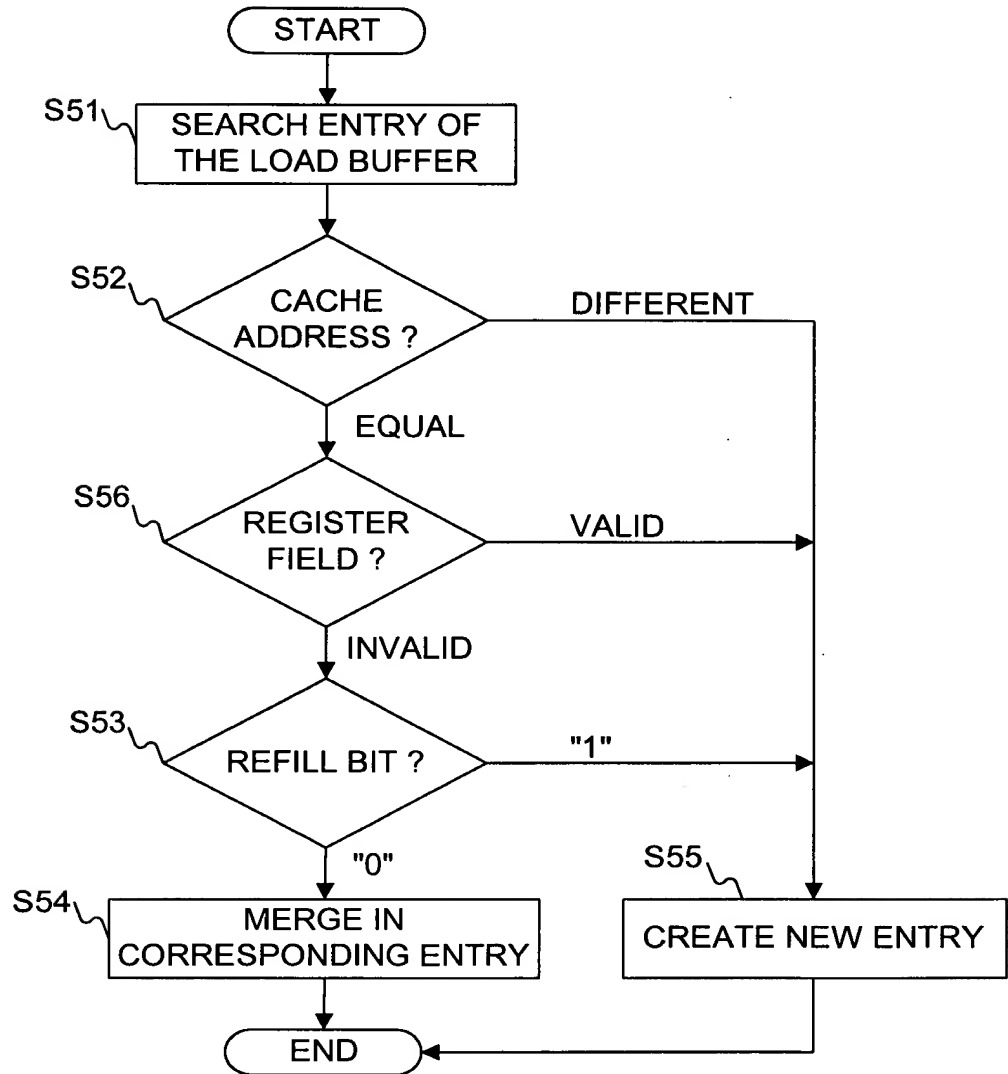 START
S51
SEARCH ENTRY OF
THE LOAD BUFFER
S52
CACHE
ADDRESS ?
DIFFERENT
EQUAL
S56
REGISTER
FIELD ?
VALID
INVALID
S53
REFILL BIT ?
"1"
"0"
S54
MERGE IN
CORRESPONDING ENTRY
S55
CREATE NEW ENTRY
END